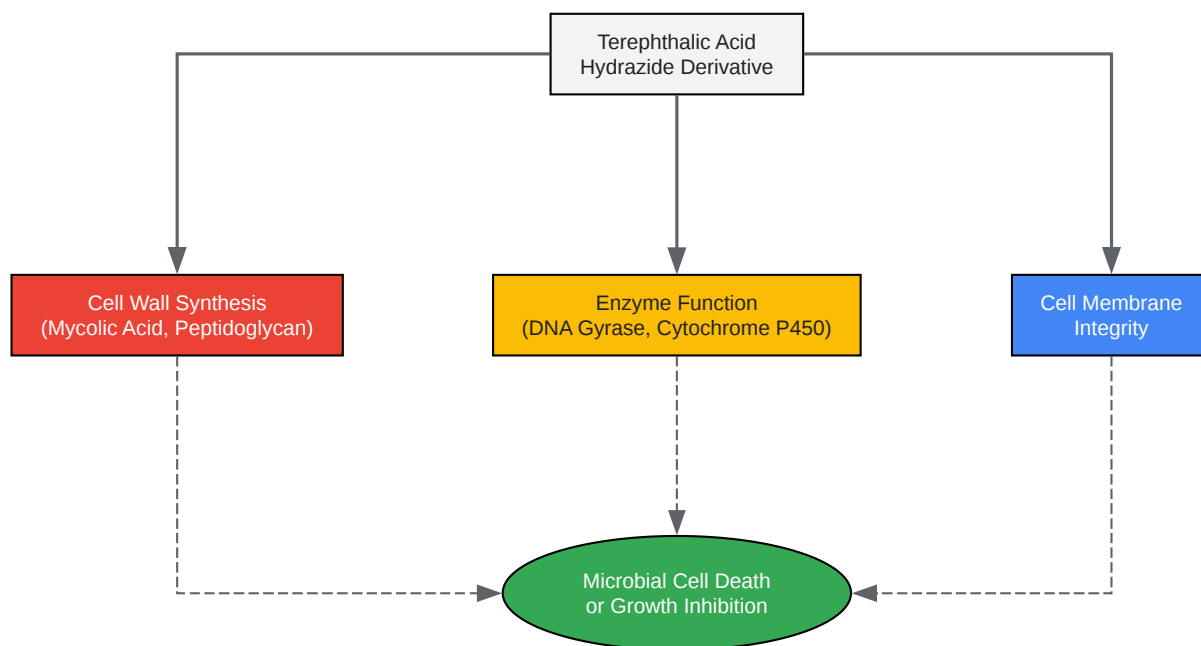 Terephthalic Acid
Hydrazide Derivative
Cell Wall Synthesis
(Mycolic Acid, Peptidoglycan)
Enzyme Function
(DNA Gyrase, Cytochrome P450)
Cell Membrane
Integrity
Microbial Cell Death
or Growth Inhibition